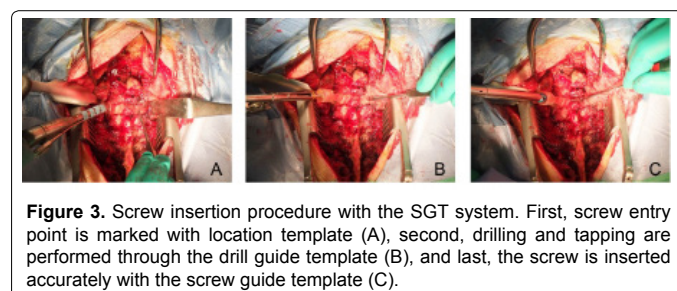 A
B
C
Figure 3. Screw insertion procedure with the SGT system. First, screw entry
point is marked with location template (A), second, drilling and tapping are
performed through the drill guide template (B), and last, the screw is inserted
accurately with the screw guide template (C).